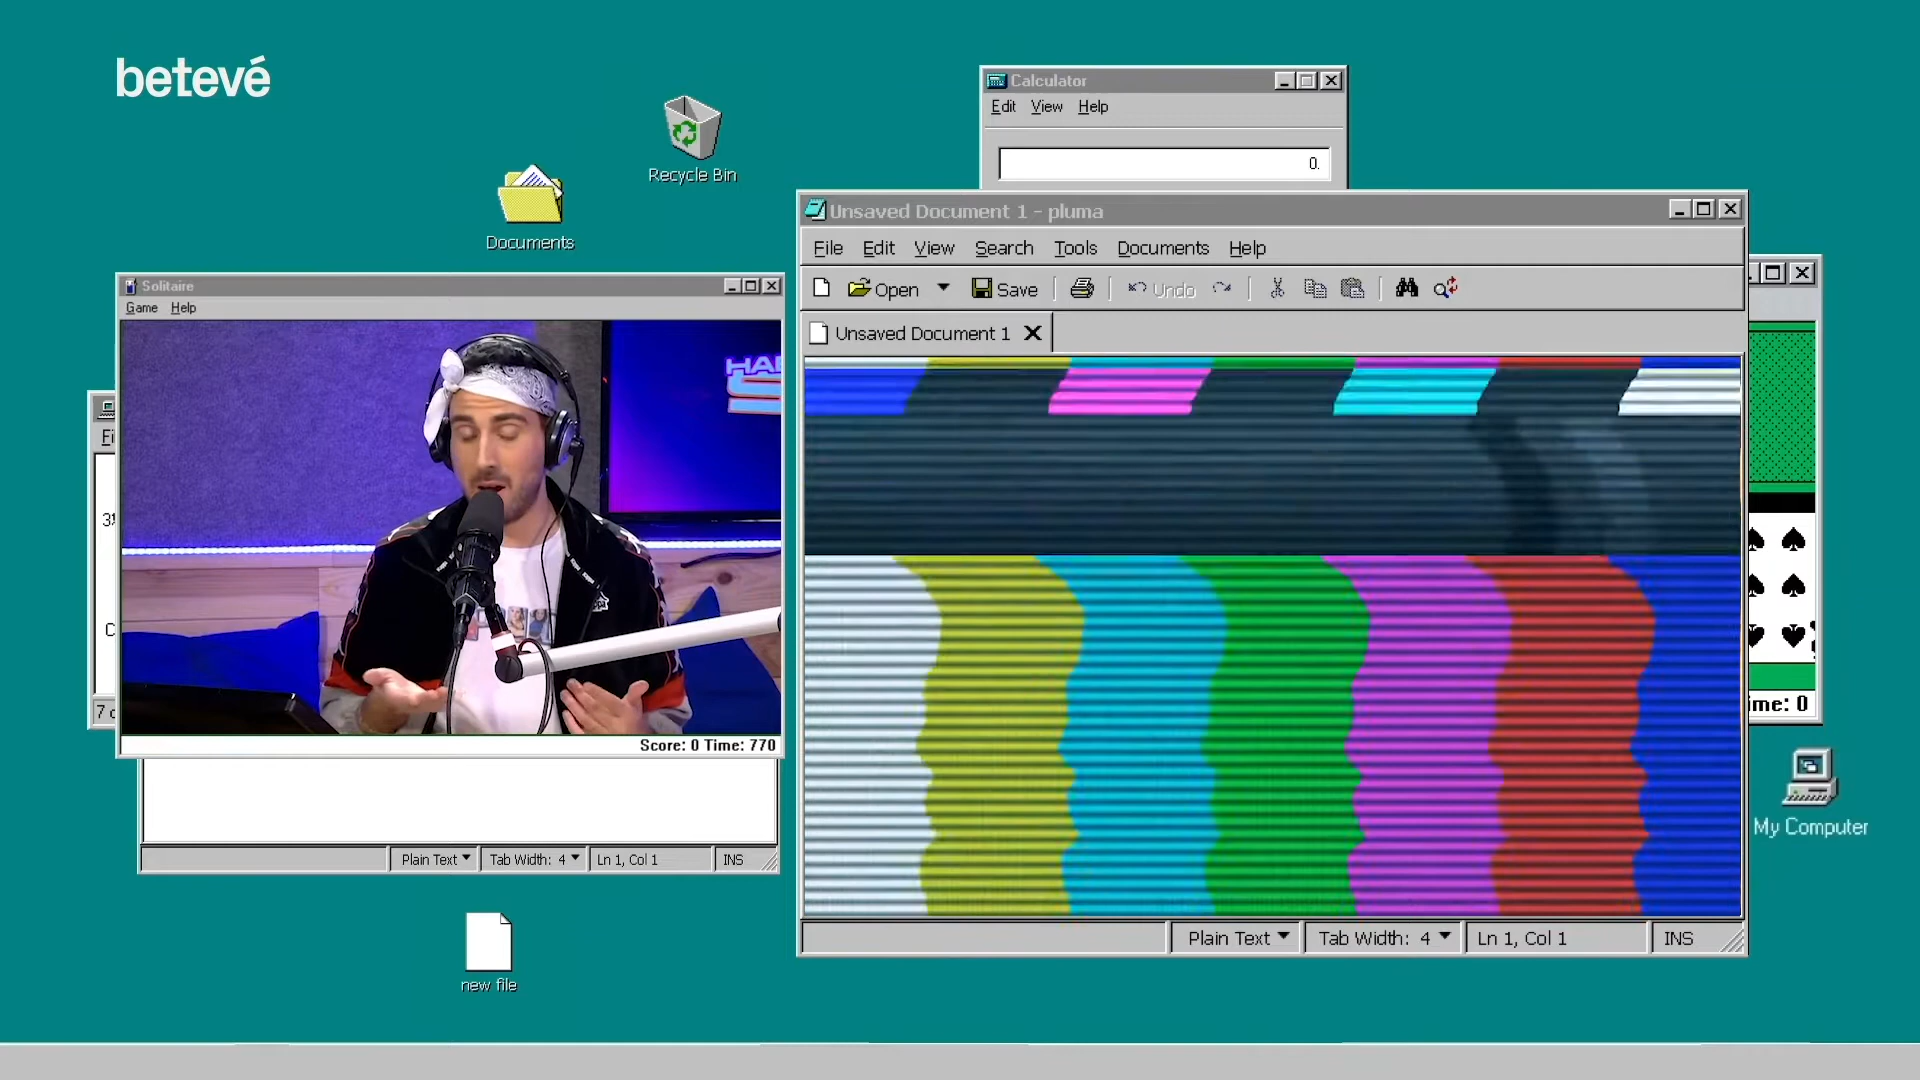 betevé
Recycle Bin
Documents
Calculator
Edit View Help
0.
Unsaved Document 1 - pluma
File Edit View Search Tools Documents Help
Open Save Undo
Unsaved Document 1
Solitaire
Game Help
Score: 0 Time: 770
Plain Text Tab Width: 4 Ln 1, Col 1 INS
Plain Text Tab Width: 4 Ln 1, Col 1 INS
My Computer
new file